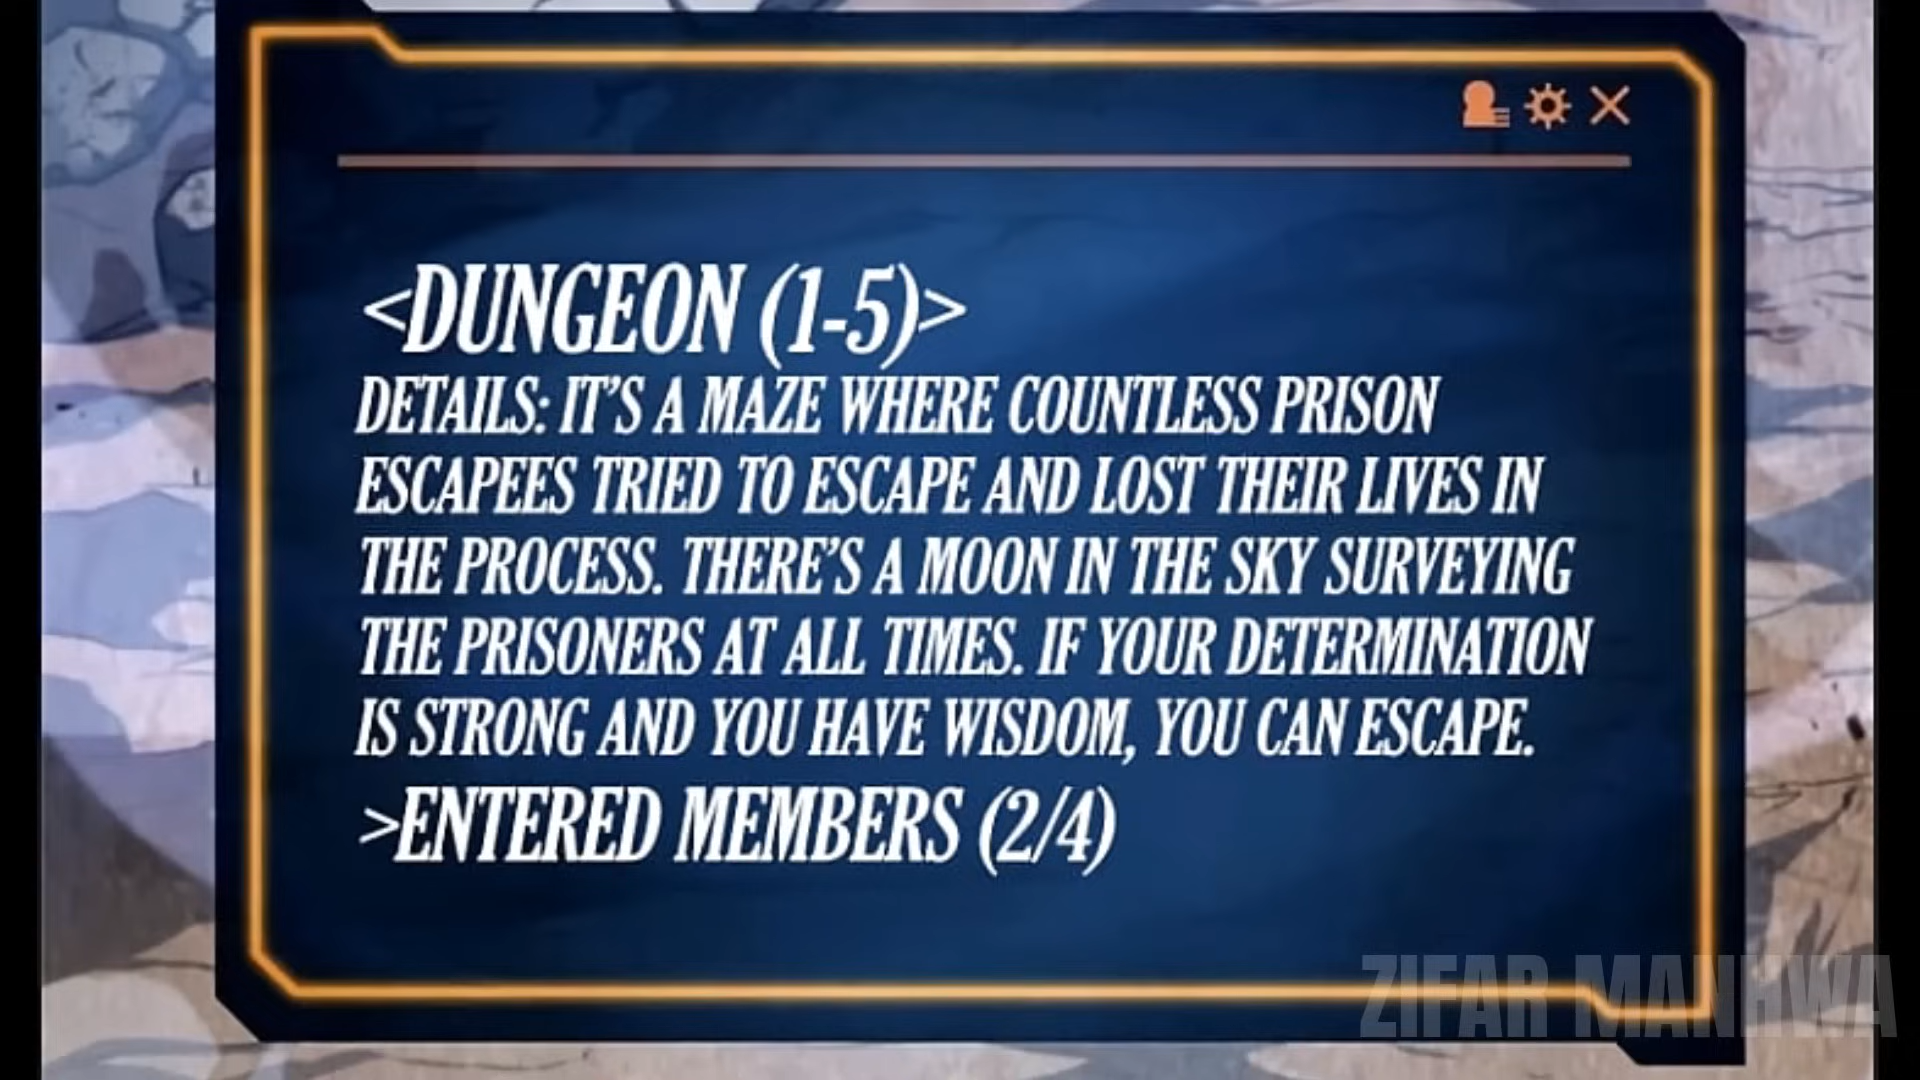 <DUNGEON (1-5)>
DETAILS: IT'S A MAZE WHERE COUNTLESS PRISON
ESCAPEES TRIED TO ESCAPE AND LOST THEIR LIVES IN
THE PROCESS. THERE'S A MOON IN THE SKY SURVEYING
THE PRISONERS AT ALL TIMES. IF YOUR DETERMINATION
IS STRONG AND YOU HAVE WISDOM, YOU CAN ESCAPE.
>ENTERED MEMBERS (2/4)
ZIFAR MANHWA